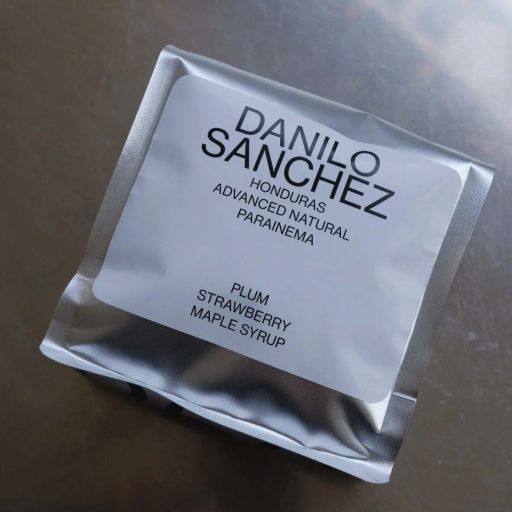 DANILO
SANCHEZ
HONDURAS
ADVANCED NATURAL
PARAINEMA
PLUM
STRAWBERRY
MAPLE SYRUP